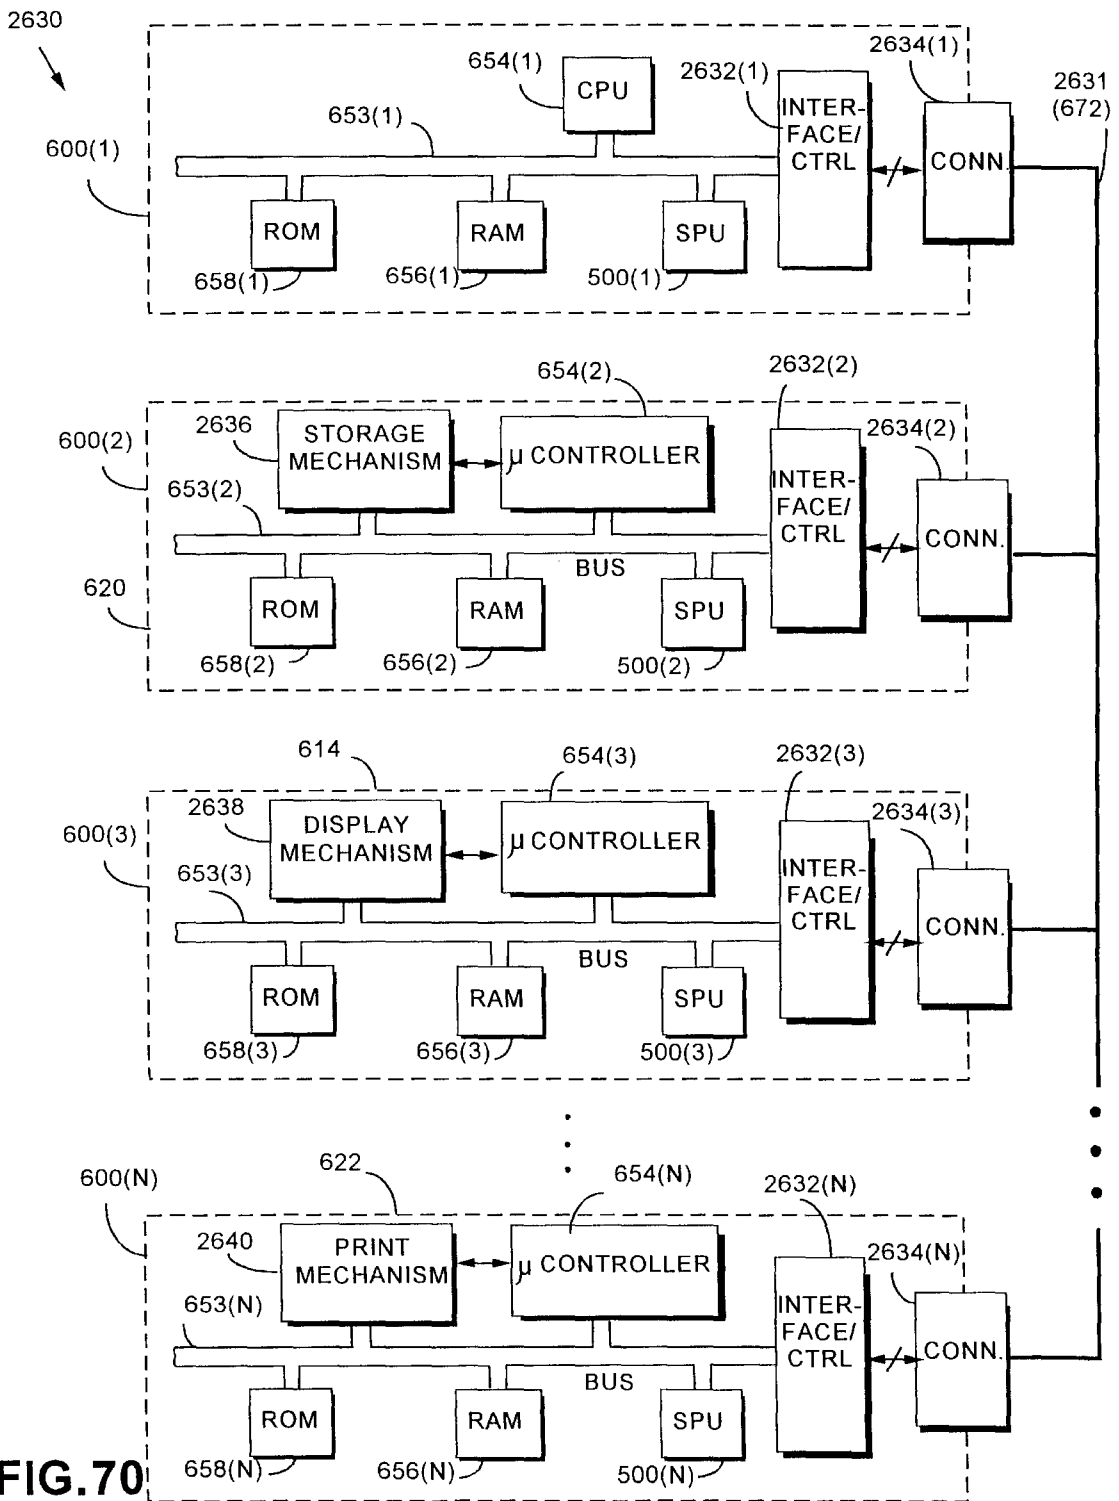 2630
600(1)
653(1)
654(1)
CPU
2632(1)
INTER-
FACE/
CTRL
2634(1)
CONN.
2631
(672)
ROM
658(1)
RAM
656(1)
SPU
500(1)
600(2)
620
2636
STORAGE
MECHANISM
654(2)
µ CONTROLLER
653(2)
BUS
2632(2)
INTER-
FACE/
CTRL
2634(2)
CONN.
ROM
658(2)
RAM
656(2)
SPU
500(2)
600(3)
614
2638
DISPLAY
MECHANISM
654(3)
µ CONTROLLER
653(3)
BUS
2632(3)
INTER-
FACE/
CTRL
2634(3)
CONN.
ROM
658(3)
RAM
656(3)
SPU
500(3)
600(N)
622
2640
PRINT
MECHANISM
654(N)
µ CONTROLLER
653(N)
BUS
2632(N)
INTER-
FACE/
CTRL
2634(N)
CONN.
ROM
658(N)
RAM
656(N)
SPU
500(N)
FIG.70